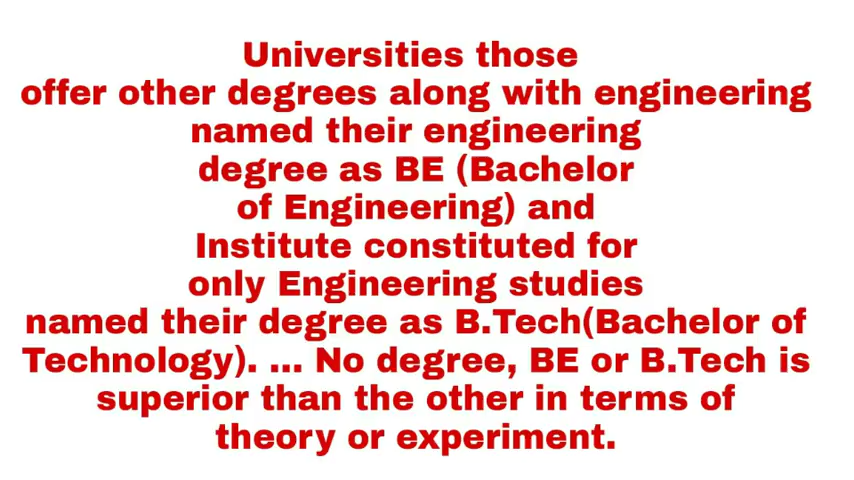 Universities those
offer other degrees along with engineering
named their engineering
degree as BE (Bachelor
of Engineering) and
Institute constituted for
only Engineering studies
named their degree as B.Tech(Bachelor of
Technology). ... No degree, BE or B.Tech is
superior than the other in terms of
theory or experiment.